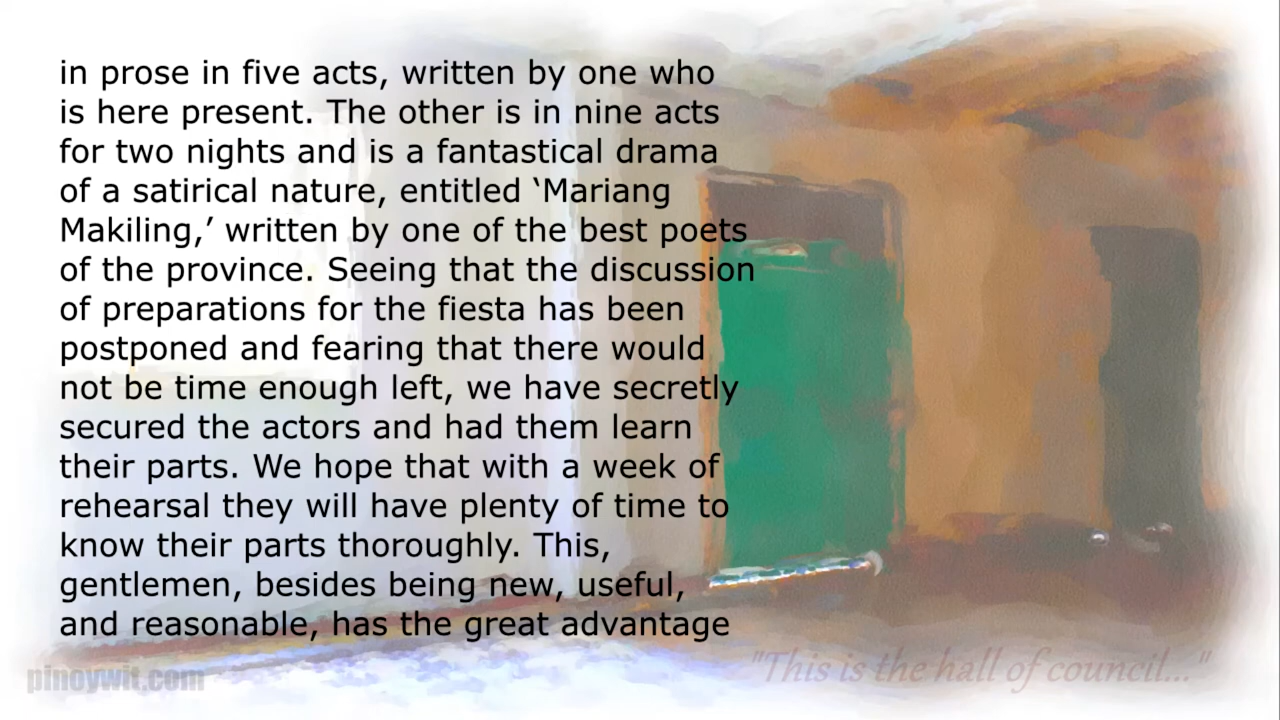 in prose in five acts, written by one who
is here present. The other is in nine acts
for two nights and is a fantastical drama
of a satirical nature, entitled ‘Mariang
Makiling,’ written by one of the best poets
of the province. Seeing that the discussion
of preparations for the fiesta has been
postponed and fearing that there would
not be time enough left, we have secretly
secured the actors and had them learn
their parts. We hope that with a week of
rehearsal they will have plenty of time to
know their parts thoroughly. This,
gentlemen, besides being new, useful,
and reasonable, has the great advantage
"This is the hall of council..."
pinoywit.com